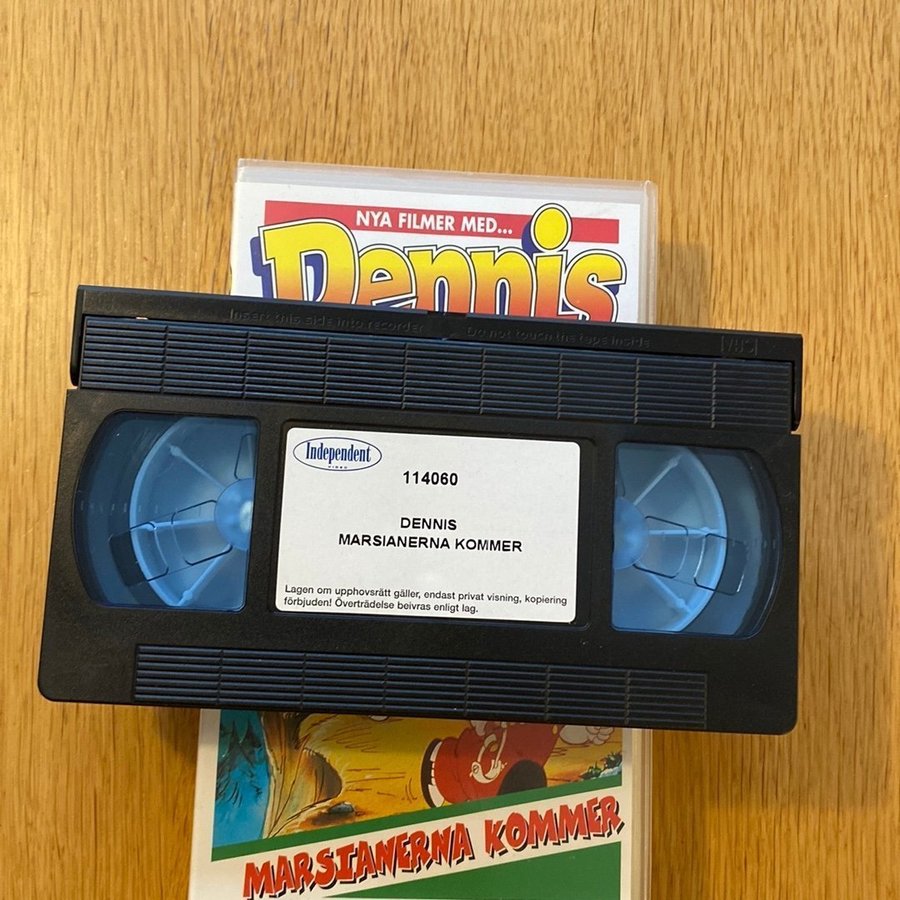 NYA FILMER MED...
Dennis
Insert this side into recorder
Do not touch the tape inside
VHS
Independent
VIDEO
114060
DENNIS
MARSIANERNA KOMMER
Lagen om upphovsrätt gäller, endast privat visning, kopiering
förbjuden! Överträdelse beivras enligt lag.
MARSIANERNA KOMMER